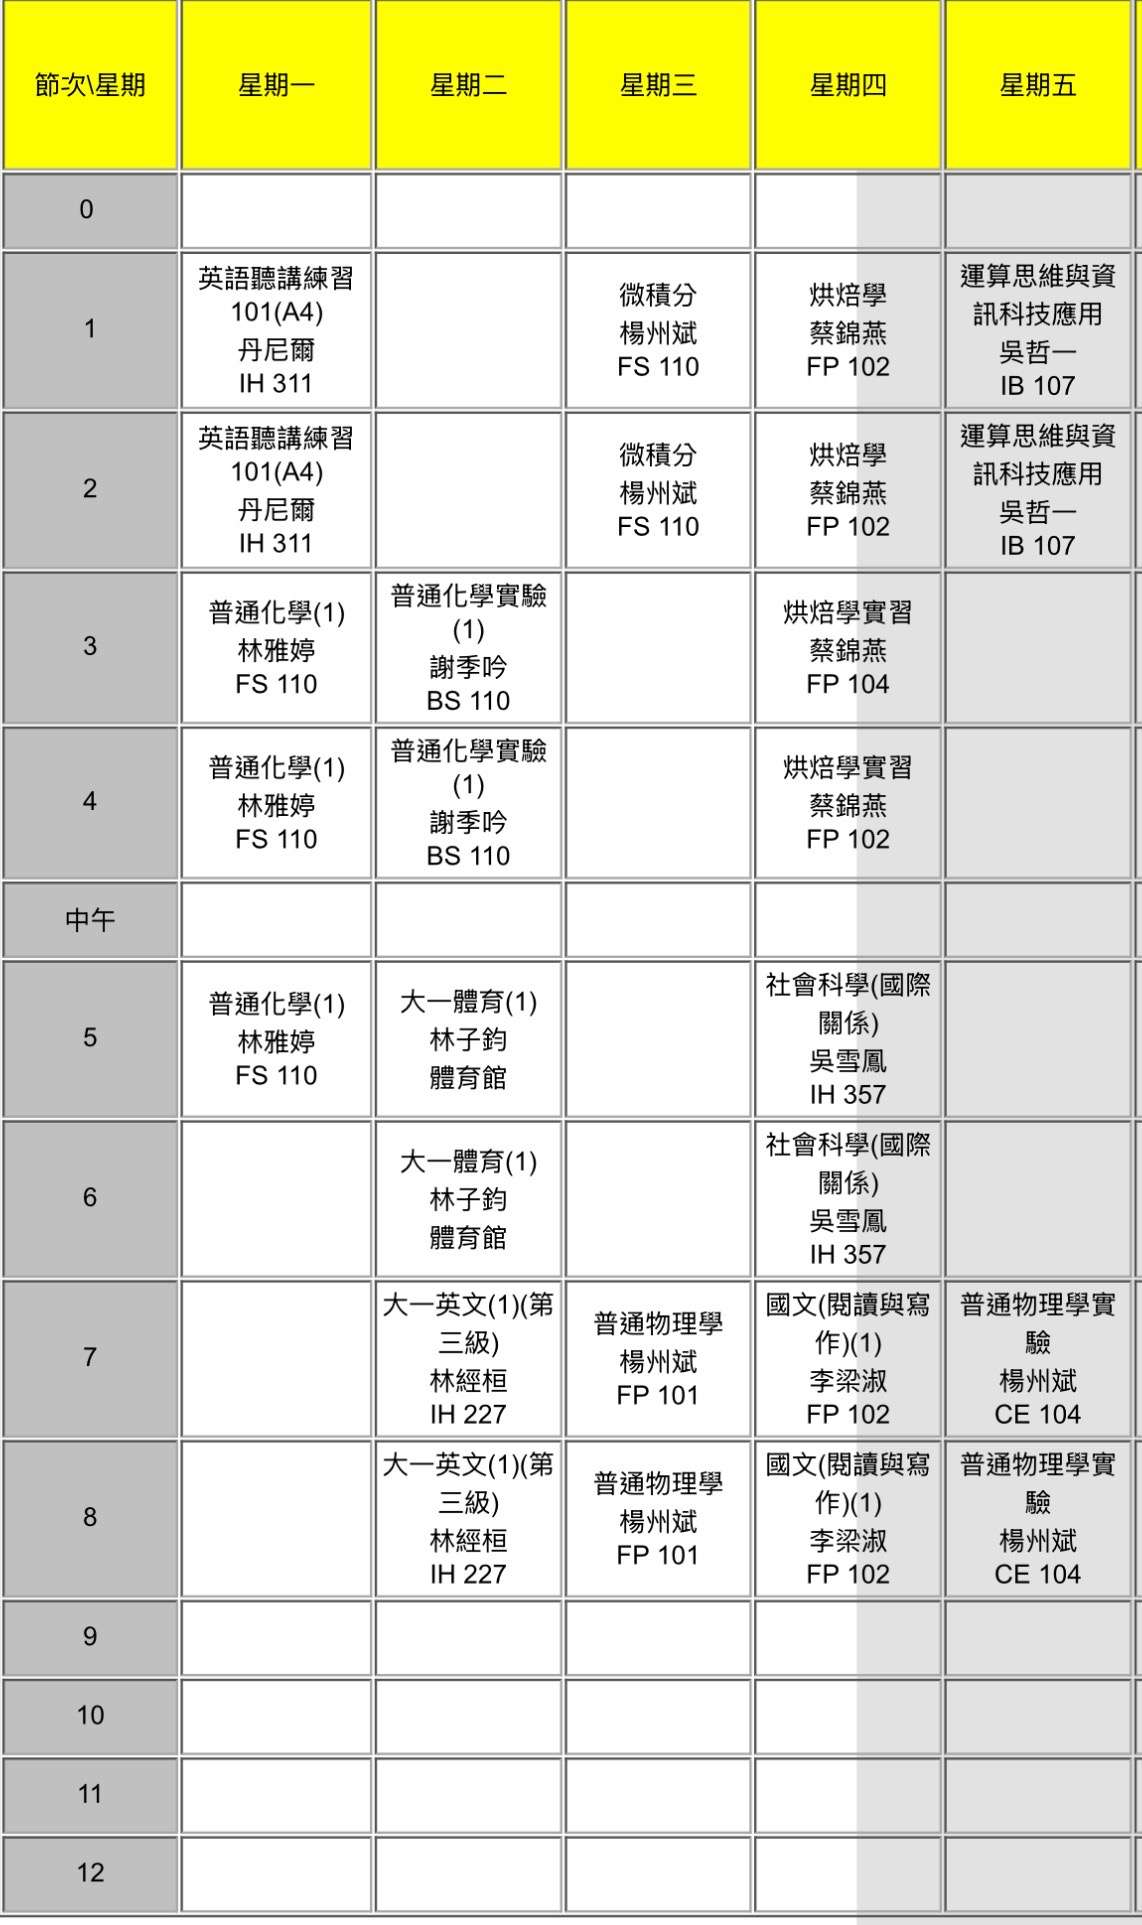 節次\星期
星期一
星期二
星期三
星期四
星期五
0
1
英語聽講練習
101(A4)
丹尼爾
IH 311
微積分
楊州斌
FS 110
烘焙學
蔡錦燕
FP 102
運算思維與資
訊科技應用
吳哲一
IB 107
2
英語聽講練習
101(A4)
丹尼爾
IH 311
微積分
楊州斌
FS 110
烘焙學
蔡錦燕
FP 102
運算思維與資
訊科技應用
吳哲一
IB 107
3
普通化學(1)
林雅婷
FS 110
普通化學實驗
(1)
謝季吟
BS 110
烘焙學實習
蔡錦燕
FP 104
4
普通化學(1)
林雅婷
FS 110
普通化學實驗
(1)
謝季吟
BS 110
烘焙學實習
蔡錦燕
FP 102
中午
5
普通化學(1)
林雅婷
FS 110
大一體育(1)
林子鈞
體育館
社會科學(國際
關係)
吳雪鳳
IH 357
6
大一體育(1)
林子鈞
體育館
社會科學(國際
關係)
吳雪鳳
IH 357
7
大一英文(1)(第
三級)
林經桓
IH 227
普通物理學
楊州斌
FP 101
國文(閱讀與寫
作)(1)
李梁淑
FP 102
普通物理學實
驗
楊州斌
CE 104
8
大一英文(1)(第
三級)
林經桓
IH 227
普通物理學
楊州斌
FP 101
國文(閱讀與寫
作)(1)
李梁淑
FP 102
普通物理學實
驗
楊州斌
CE 104
9
10
11
12